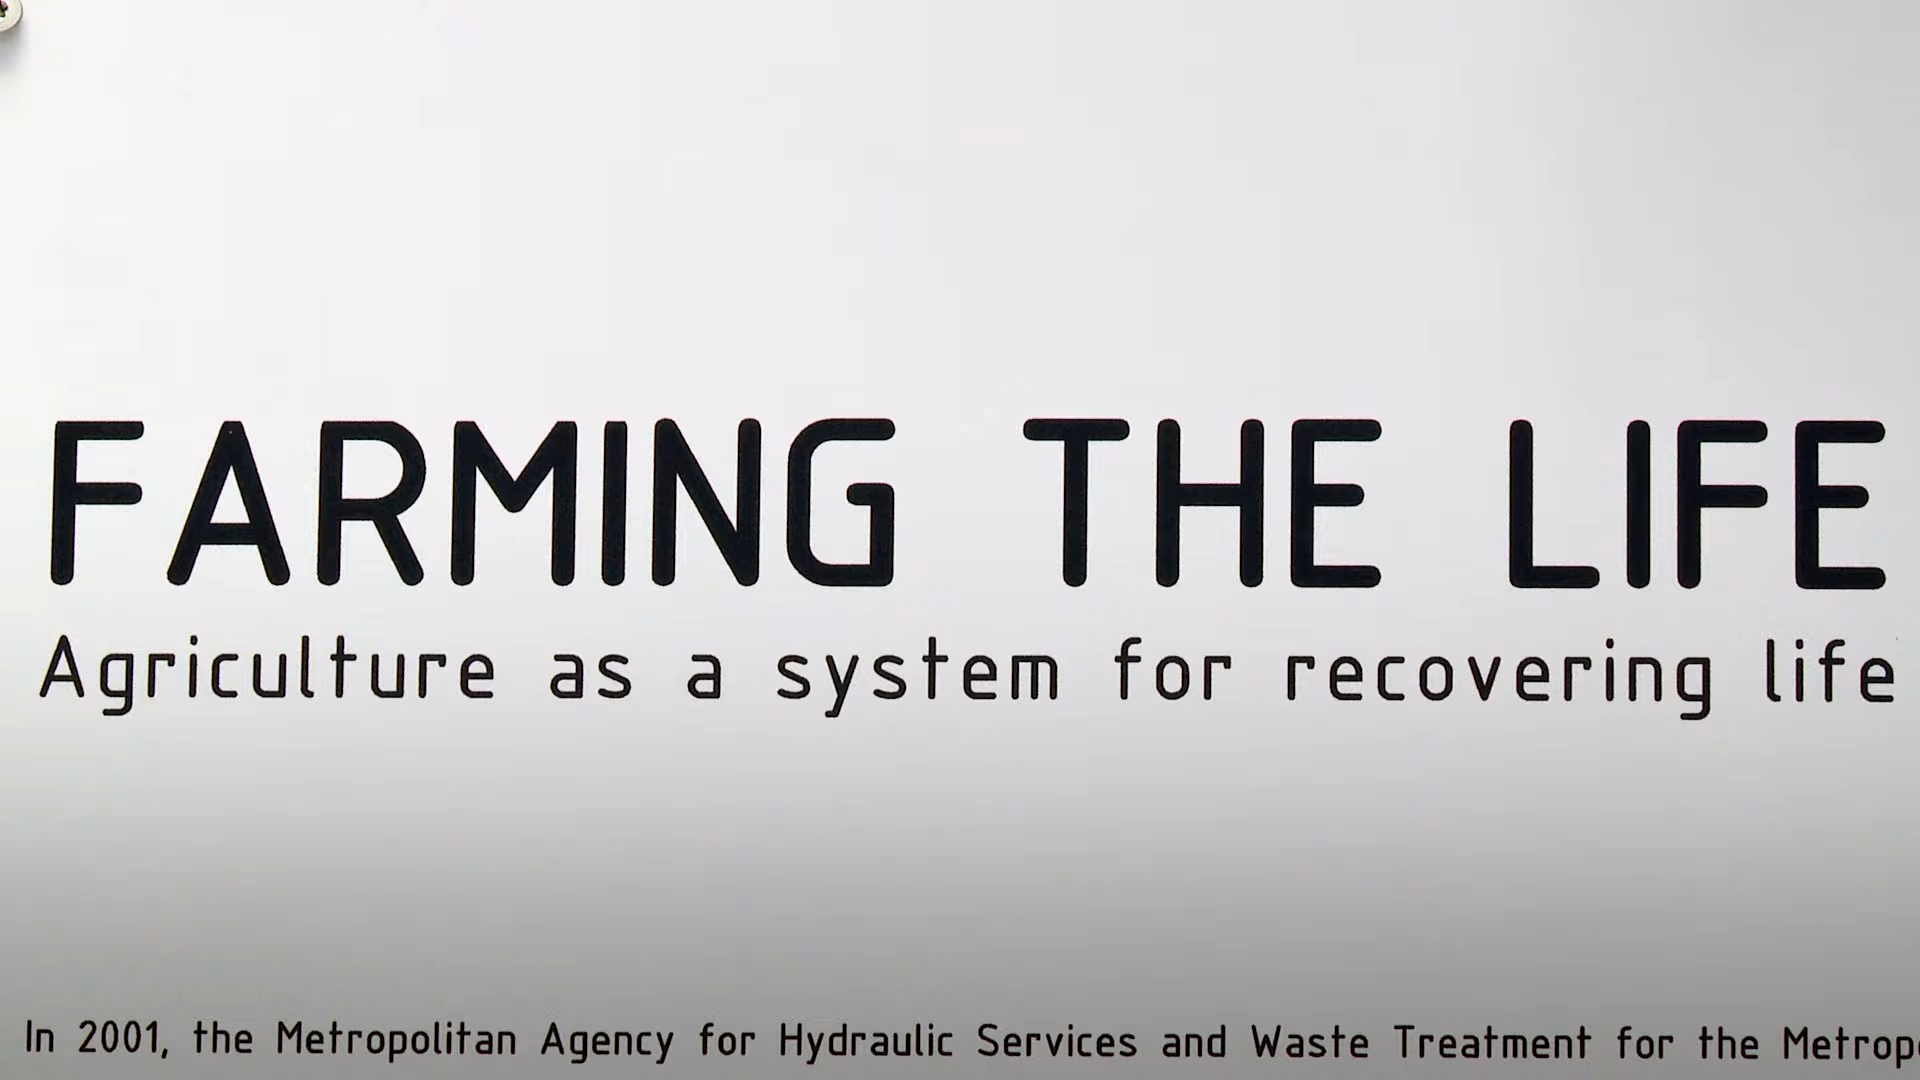 FARMING THE LIFE
Agriculture as a system for recovering life
In 2001, the Metropolitan Agency for Hydraulic Services and Waste Treatment for the